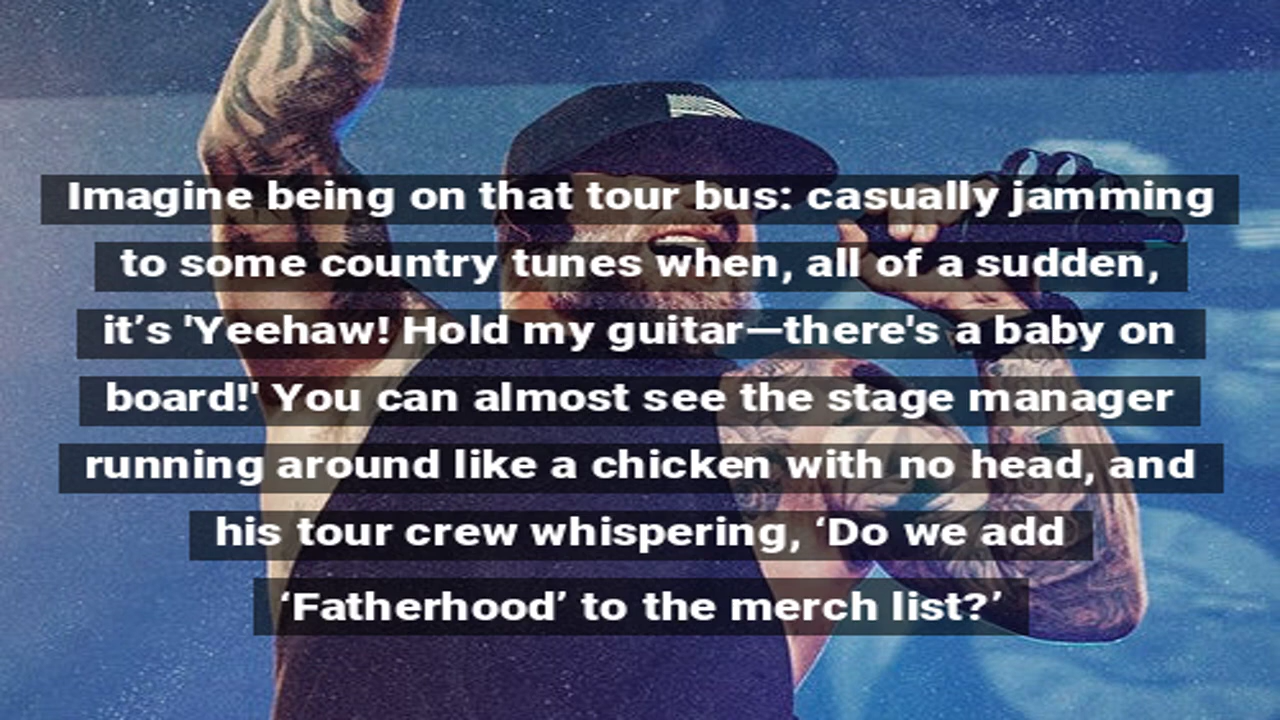 Imagine being on that tour bus: casually jamming
to some country tunes when, all of a sudden,
it’s 'Yeehaw! Hold my guitar—there's a baby on
board!' You can almost see the stage manager
running around like a chicken with no head, and
his tour crew whispering, ‘Do we add
‘Fatherhood’ to the merch list?’